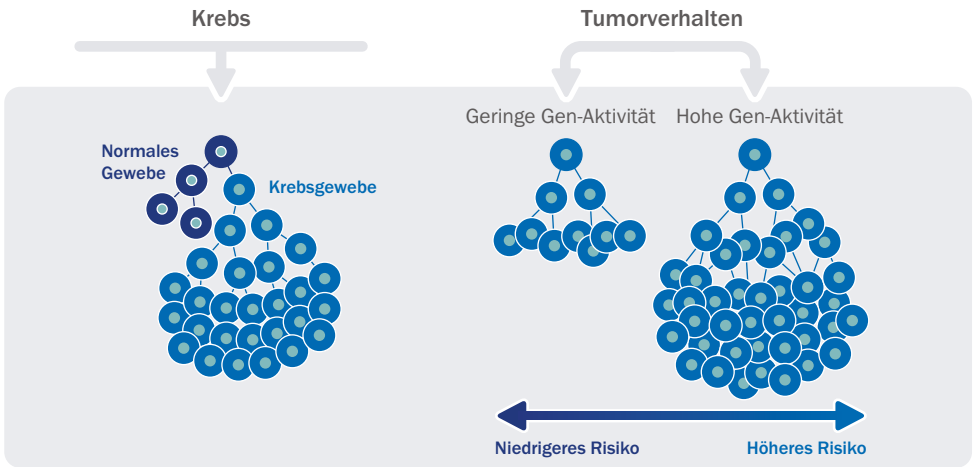 Krebs
Tumorverhalten
Geringe Gen-Aktivität
Hohe Gen-Aktivität
Normales
Gewebe
Krebsgewebe
Niedrigeres Risiko
Höheres Risiko